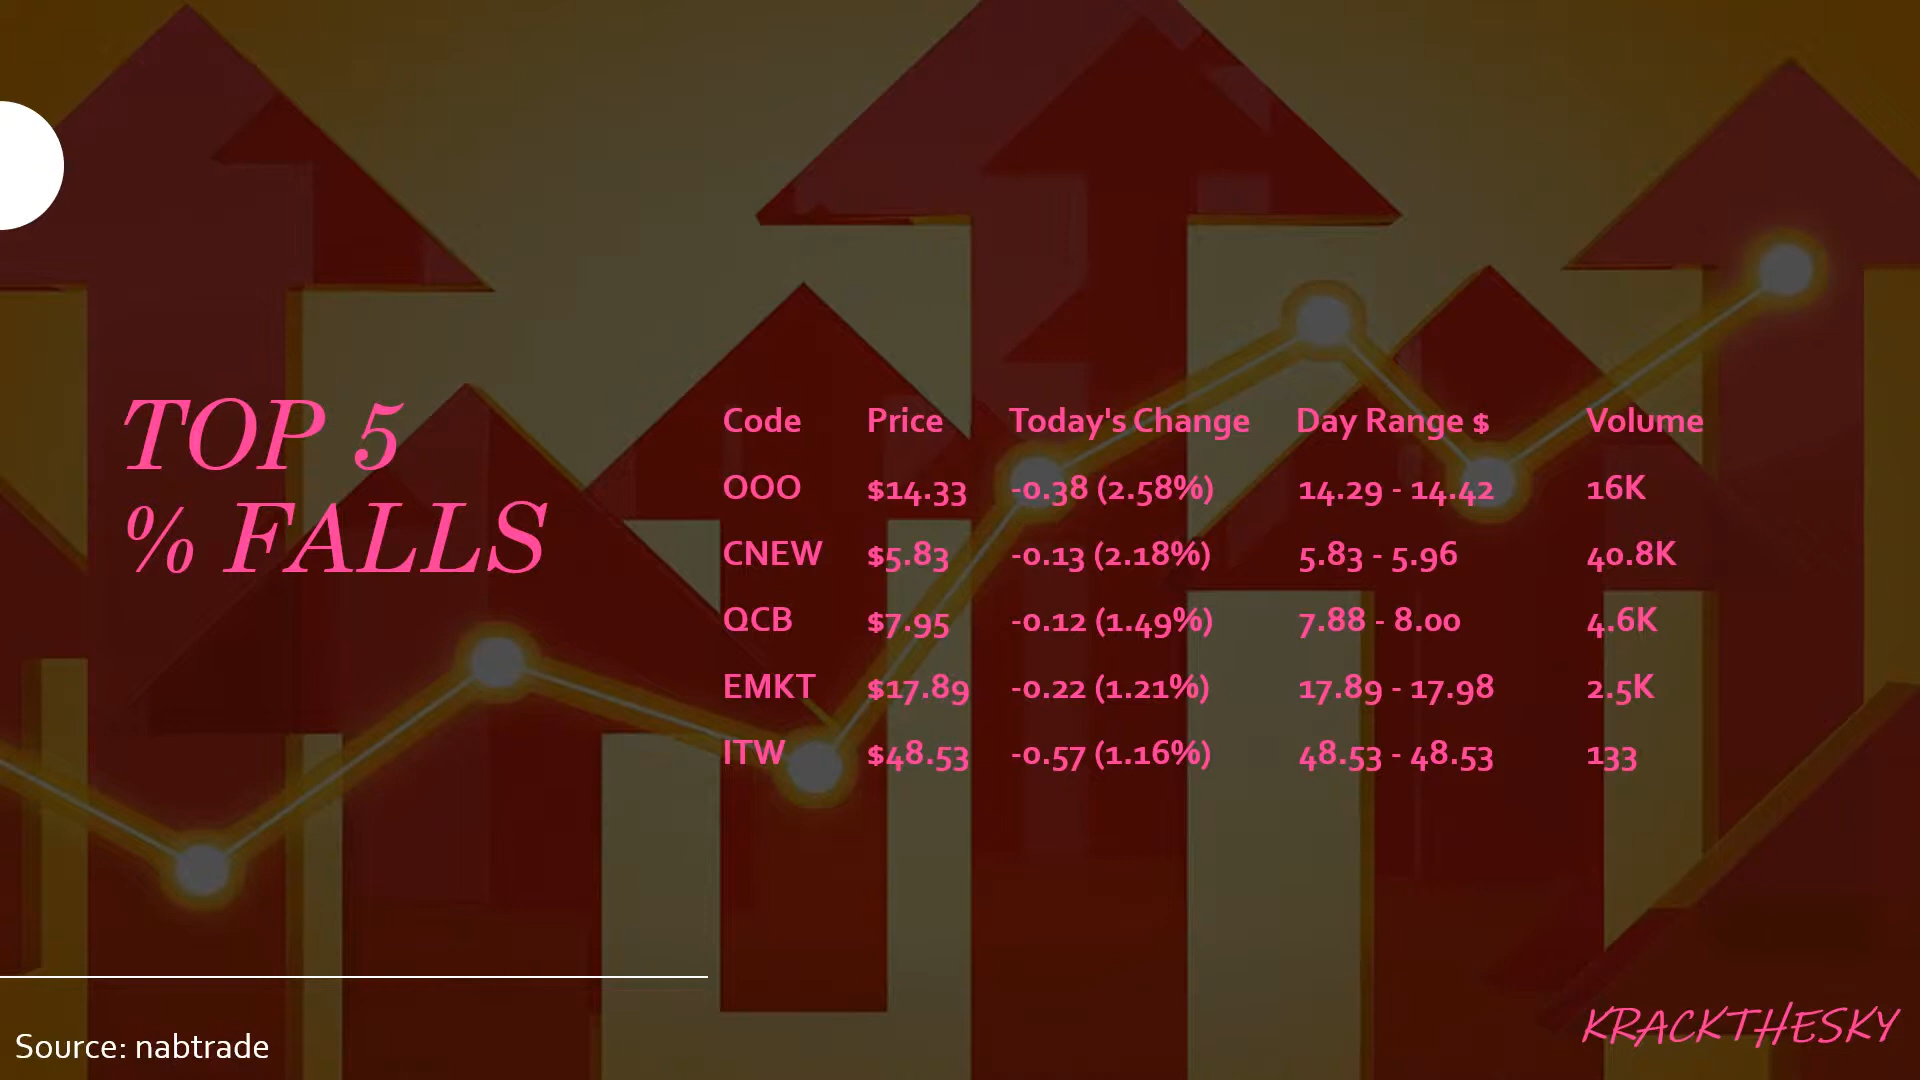 TOP 5
% FALLS
Code Price Today's Change Day Range $ Volume
OOO $14.33 -0.38 (2.58%) 14.29 - 14.42 16K
CNEW $5.83 -0.13 (2.18%) 5.83 - 5.96 40.8K
QCB $7.95 -0.12 (1.49%) 7.88 - 8.00 4.6K
EMKT $17.89 -0.22 (1.21%) 17.89 - 17.98 2.5K
ITW $48.53 -0.57 (1.16%) 48.53 - 48.53 133
Source: nabtrade
KRACKTHESKY